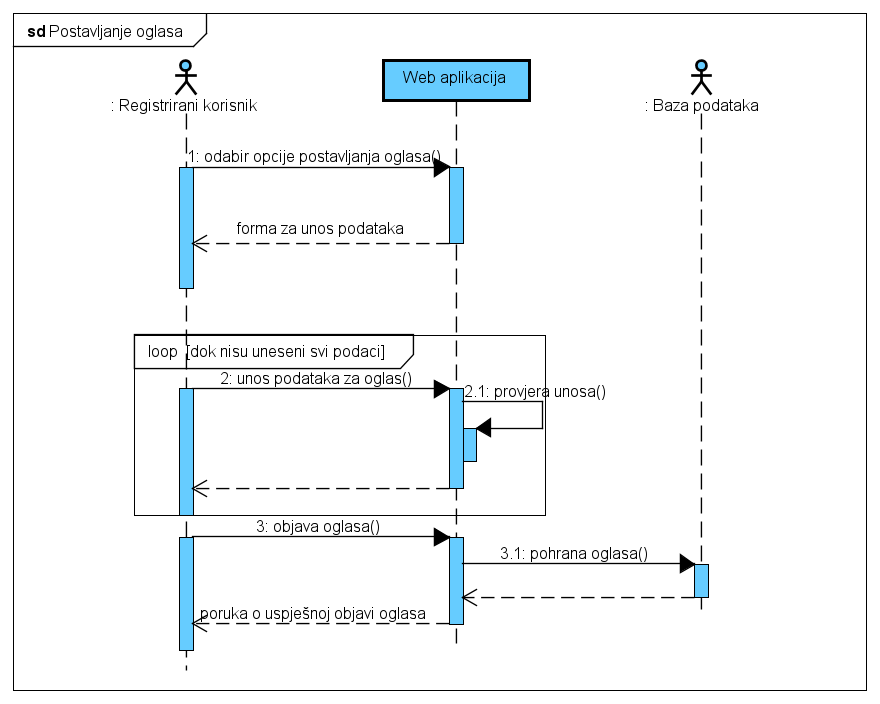 sd Postavljanje oglasa
: Registrirani korisnik
Web aplikacija
: Baza podataka
1: odabir opcije postavljanja oglasa()
forma za unos podataka
loop [dok nisu uneseni svi podaci]
2: unos podataka za oglas()
2.1: provjera unosa()
3: objava oglasa()
3.1: pohrana oglasa()
poruka o uspješnoj objavi oglasa